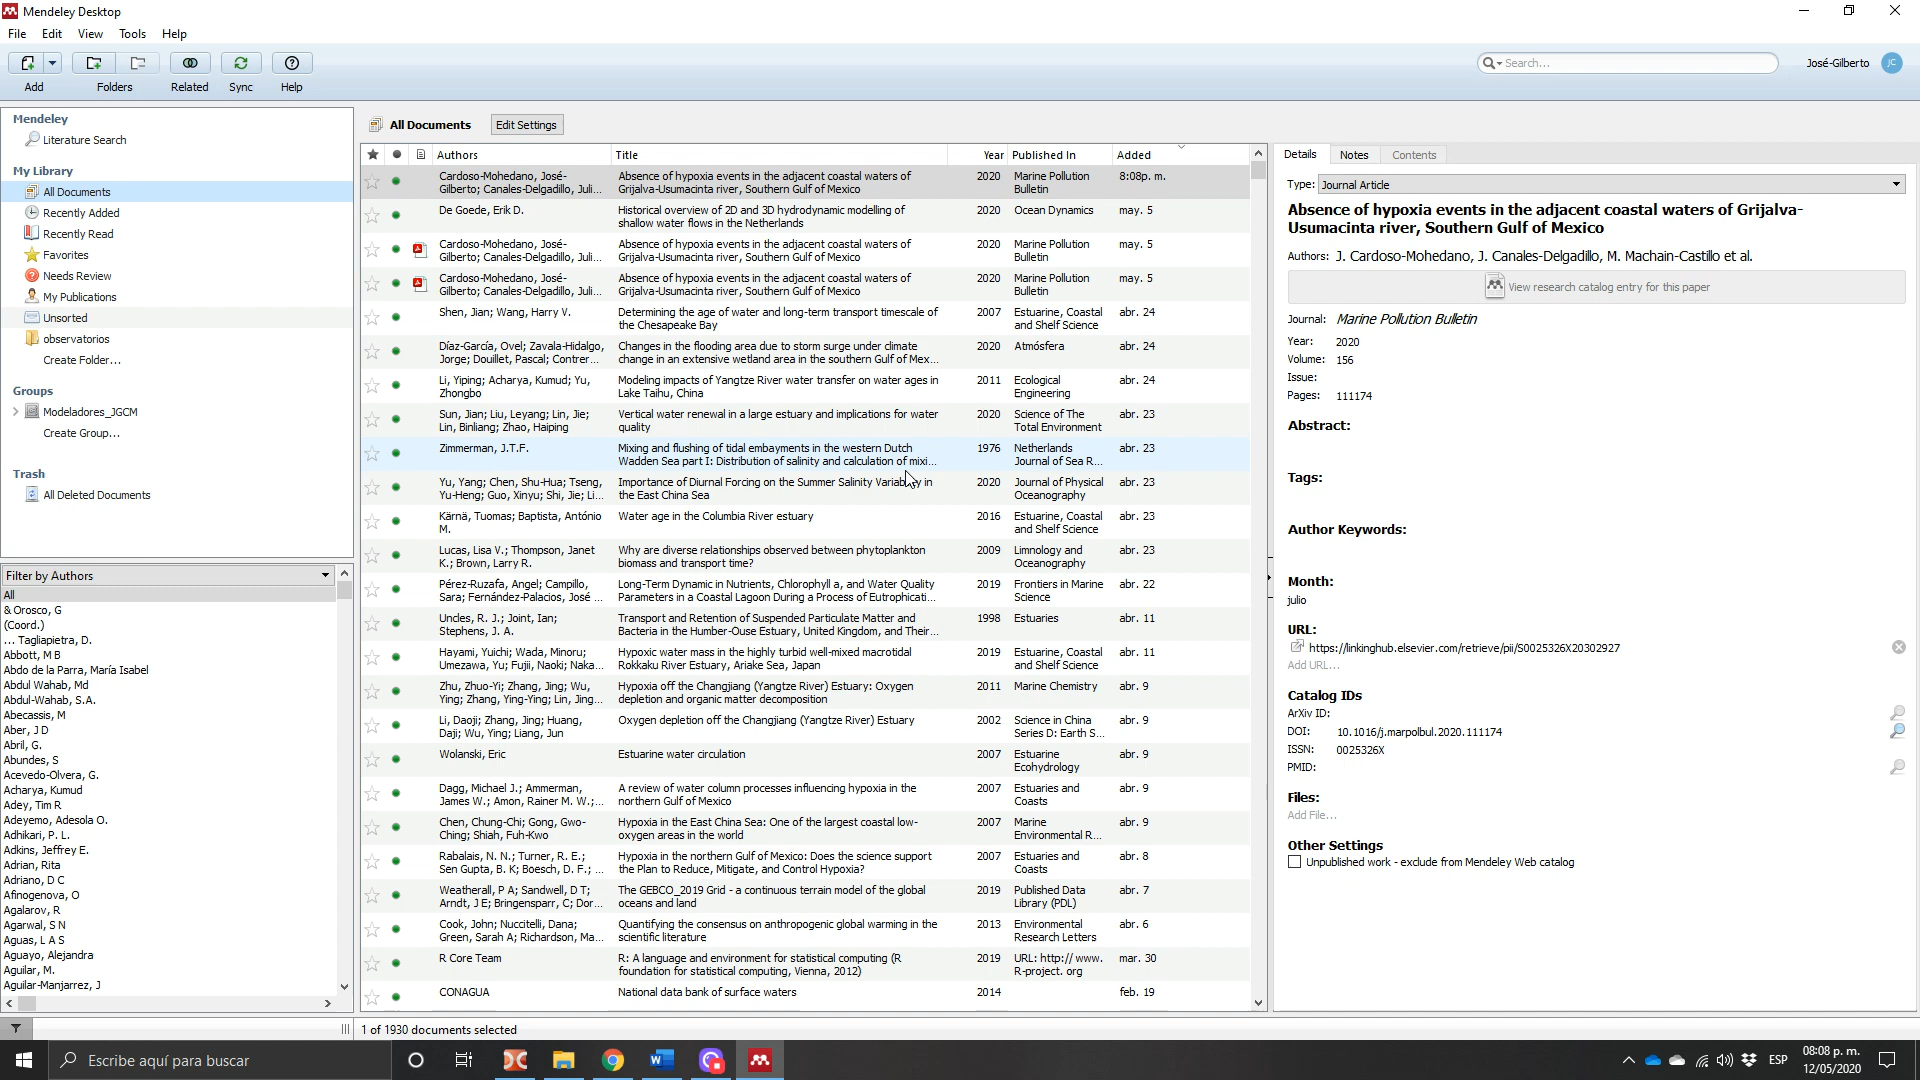 Mendeley Desktop
File Edit View Tools Help
Search...
José-Gilberto JC
Add Folders Related Sync Help
Mendeley
Literature Search
My Library
All Documents
Recently Added
Recently Read
Favorites
Needs Review
My Publications
Unsorted
observatorios
Create Folder...
Groups
Modeladores_JGCM
Create Group...
Trash
All Deleted Documents
Filter by Authors
All
& Orosco, G
(Coord.)
... Tagliapietra, D.
Abbott, M B
Abdo de la Parra, María Isabel
Abdul Wahab, Md
Abdul-Wahab, S.A.
Abecassis, M
Aber, J D
Abril, G.
Abundes, S
Acevedo-Olvera, G.
Acharya, Kumud
Adey, Tim R
Adeyemo, Adesola O.
Adhikari, P. L.
Adkins, Jeffrey E.
Adrian, Rita
Adriano, D C
Afinogenova, O
Agalarov, R
Agarwal, S N
Aguas, L A S
Aguayo, Alejandra
Aguilar, M.
Aguilar-Manjarrez, J
All Documents Edit Settings
Authors Title Year Published In Added
Cardoso-Mohedano, José- Absence of hypoxia events in the adjacent coastal waters of 2020 Marine Pollution 8:08p. m.
Gilberto; Canales-Delgadillo, Juli... Grijalva-Usumacinta river, Southern Gulf of Mexico Bulletin
De Goede, Erik D. Historical overview of 2D and 3D hydrodynamic modelling of 2020 Ocean Dynamics may. 5
shallow water flows in the Netherlands
Cardoso-Mohedano, José- Absence of hypoxia events in the adjacent coastal waters of 2020 Marine Pollution may. 5
Gilberto; Canales-Delgadillo, Juli... Grijalva-Usumacinta river, Southern Gulf of Mexico Bulletin
Cardoso-Mohedano, José- Absence of hypoxia events in the adjacent coastal waters of 2020 Marine Pollution may. 5
Gilberto; Canales-Delgadillo, Juli... Grijalva-Usumacinta river, Southern Gulf of Mexico Bulletin
Shen, Jian; Wang, Harry V. Determining the age of water and long-term transport timescale of 2007 Estuarine, Coastal abr. 24
the Chesapeake Bay and Shelf Science
Díaz-García, Ovel; Zavala-Hidalgo, Changes in the flooding area due to storm surge under climate 2020 Atmósfera abr. 24
Jorge; Douillet, Pascal; Contrer... change in an extensive wetland area in the southern Gulf of Mex...
Li, Yiping; Acharya, Kumud; Yu, Modeling impacts of Yangtze River water transfer on water ages in 2011 Ecological abr. 24
Zhongbo Lake Taihu, China Engineering
Sun, Jian; Liu, Leyang; Lin, Jie; Vertical water renewal in a large estuary and implications for water 2020 Science of The abr. 23
Lin, Binliang; Zhao, Haiping quality Total Environment
Zimmerman, J.T.F. Mixing and flushing of tidal embayments in the western Dutch 1976 Netherlands abr. 23
Wadden Sea part I: Distribution of salinity and calculation of mixi... Journal of Sea R...
Yu, Yang; Chen, Shu-Hua; Tseng, Importance of Diurnal Forcing on the Summer Salinity Variability in 2020 Journal of Physical abr. 23
Yu-Heng; Guo, Xinyu; Shi, Jie; Li... the East China Sea Oceanography
Kärnä, Tuomas; Baptista, António Water age in the Columbia River estuary 2016 Estuarine, Coastal abr. 23
M. and Shelf Science
Lucas, Lisa V.; Thompson, Janet Why are diverse relationships observed between phytoplankton 2009 Limnology and abr. 23
K.; Brown, Larry R. biomass and transport time? Oceanography
Pérez-Ruzafa, Angel; Campillo, Long-Term Dynamic in Nutrients, Chlorophyll a, and Water Quality 2019 Frontiers in Marine abr. 22
Sara; Fernández-Palacios, José ... Parameters in a Coastal Lagoon During a Process of Eutrophicati... Science
Uncles, R. J.; Joint, Ian; Transport and Retention of Suspended Particulate Matter and 1998 Estuaries abr. 11
Stephens, J. A. Bacteria in the Humber-Ouse Estuary, United Kingdom, and Their...
Hayami, Yuichi; Wada, Minoru; Hypoxic water mass in the highly turbid well-mixed macrotidal 2019 Estuarine, Coastal abr. 11
Umezawa, Yu; Fujii, Naoki; Naka... Rokkaku River Estuary, Ariake Sea, Japan and Shelf Science
Zhu, Zhuo-Yi; Zhang, Jing; Wu, Hypoxia off the Changjiang (Yangtze River) Estuary: Oxygen 2011 Marine Chemistry abr. 9
Ying; Zhang, Ying-Ying; Lin, Jing... depletion and organic matter decomposition
Li, Daoji; Zhang, Jing; Huang, Oxygen depletion off the Changjiang (Yangtze River) Estuary 2002 Science in China abr. 9
Daji; Wu, Ying; Liang, Jun Series D: Earth S...
Wolanski, Eric Estuarine water circulation 2007 Estuarine abr. 9
Ecohydrology
Dagg, Michael J.; Ammerman, A review of water column processes influencing hypoxia in the 2007 Estuaries and abr. 9
James W.; Amon, Rainer M. W.;... northern Gulf of Mexico Coasts
Chen, Chung-Chi; Gong, Gwo- Hypoxia in the East China Sea: One of the largest coastal low- 2007 Marine abr. 9
Ching; Shiah, Fuh-Kwo oxygen areas in the world Environmental R...
Rabalais, N. N.; Turner, R. E.; Hypoxia in the northern Gulf of Mexico: Does the science support 2007 Estuaries and abr. 8
Sen Gupta, B. K; Boesch, D. F.; ... the Plan to Reduce, Mitigate, and Control Hypoxia? Coasts
Weatherall, P A; Sandwell, D T; The GEBCO_2019 Grid - a continuous terrain model of the global 2019 Published Data abr. 7
Arndt, J E; Bringensparr, C; Dor... oceans and land Library (PDL)
Cook, John; Nuccitelli, Dana; Quantifying the consensus on anthropogenic global warming in the 2013 Environmental abr. 6
Green, Sarah A; Richardson, Ma... scientific literature Research Letters
R Core Team R: A language and environment for statistical computing (R 2019 URL: http:// www. mar. 30
foundation for statistical computing, Vienna, 2012) R-project. org
CONAGUA National data bank of surface waters 2014 feb. 19
1 of 1930 documents selected
Details Notes Contents
Type: Journal Article
Absence of hypoxia events in the adjacent coastal waters of Grijalva-
Usumacinta river, Southern Gulf of Mexico
Authors: J. Cardoso-Mohedano, J. Canales-Delgadillo, M. Machain-Castillo et al.
View research catalog entry for this paper
Journal: Marine Pollution Bulletin
Year: 2020
Volume: 156
Issue:
Pages: 111174
Abstract:
Tags:
Author Keywords:
Month:
julio
URL:
https://linkinghub.elsevier.com/retrieve/pii/S0025326X20302927
Add URL...
Catalog IDs
ArXiv ID:
DOI: 10.1016/j.marpolbul.2020.111174
ISSN: 0025326X
PMID:
Files:
Add File...
Other Settings
Unpublished work - exclude from Mendeley Web catalog
Escribe aquí para buscar
ESP
08:08 p. m.
12/05/2020